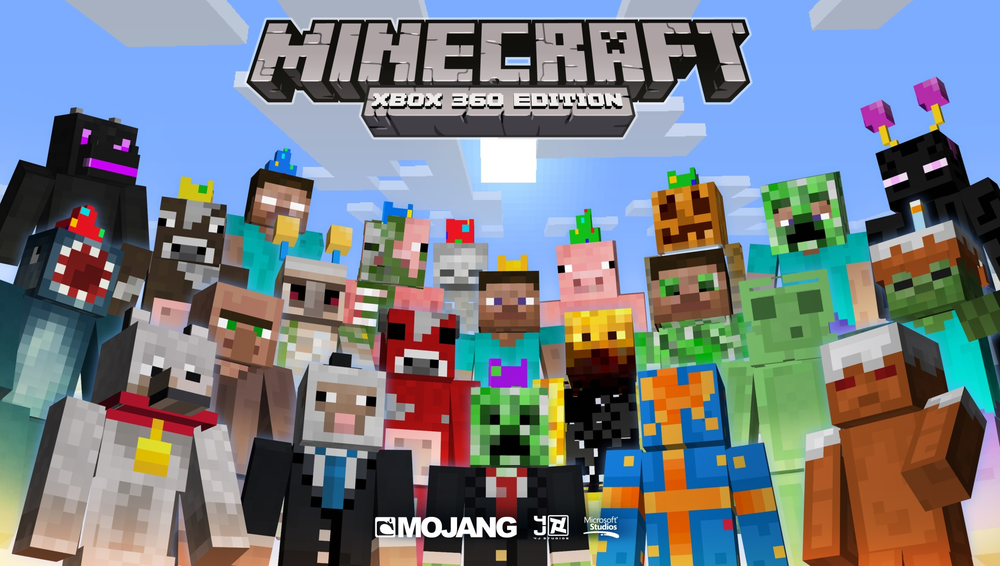 MINECRAFT
XBOX 360 EDITION
MOJANG
4J STUDIOS
Microsoft
Studios